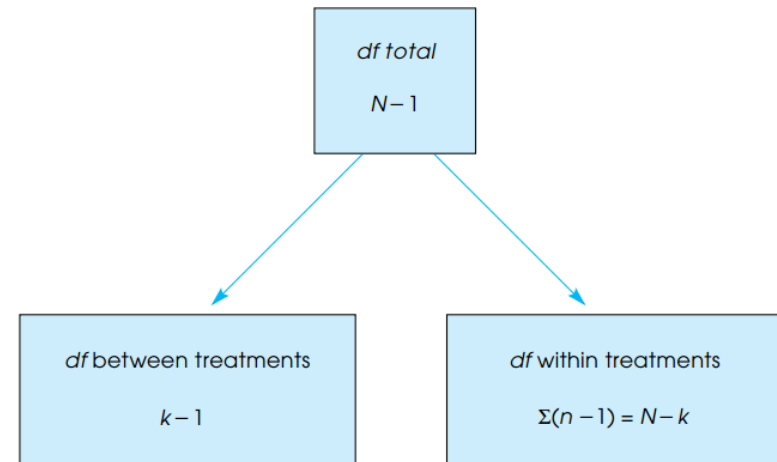 df total
N – 1
df between treatments
k – 1
df within treatments
Σ(n – 1) = N – k